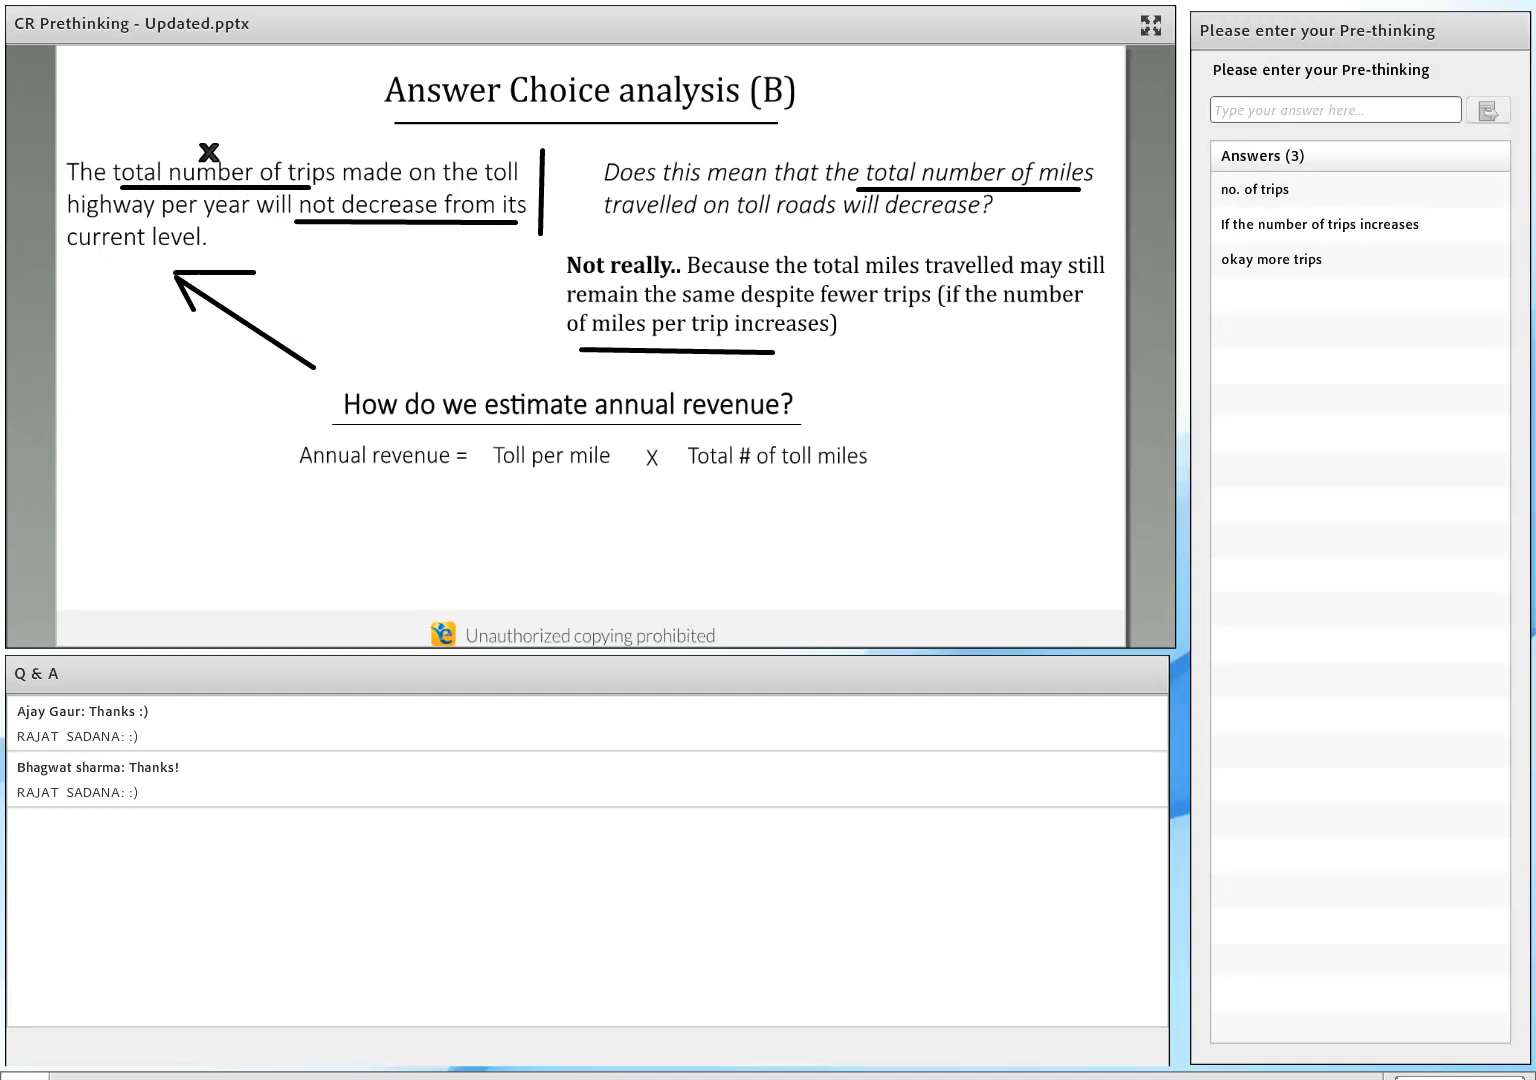 CR Prethinking - Updated.pptx
Answer Choice analysis (B)
x
The total number of trips made on the toll
highway per year will not decrease from its
current level.
Does this mean that the total number of miles
travelled on toll roads will decrease?
Not really.. Because the total miles travelled may still
remain the same despite fewer trips (if the number
of miles per trip increases)
How do we estimate annual revenue?
Annual revenue = Toll per mile X Total # of toll miles
e Unauthorized copying prohibited
Q & A
Ajay Gaur: Thanks :)
RAJAT SADANA: :)
Bhagwat sharma: Thanks!
RAJAT SADANA: :)
Please enter your Pre-thinking
Please enter your Pre-thinking
Type your answer here...
Answers (3)
no. of trips
If the number of trips increases
okay more trips